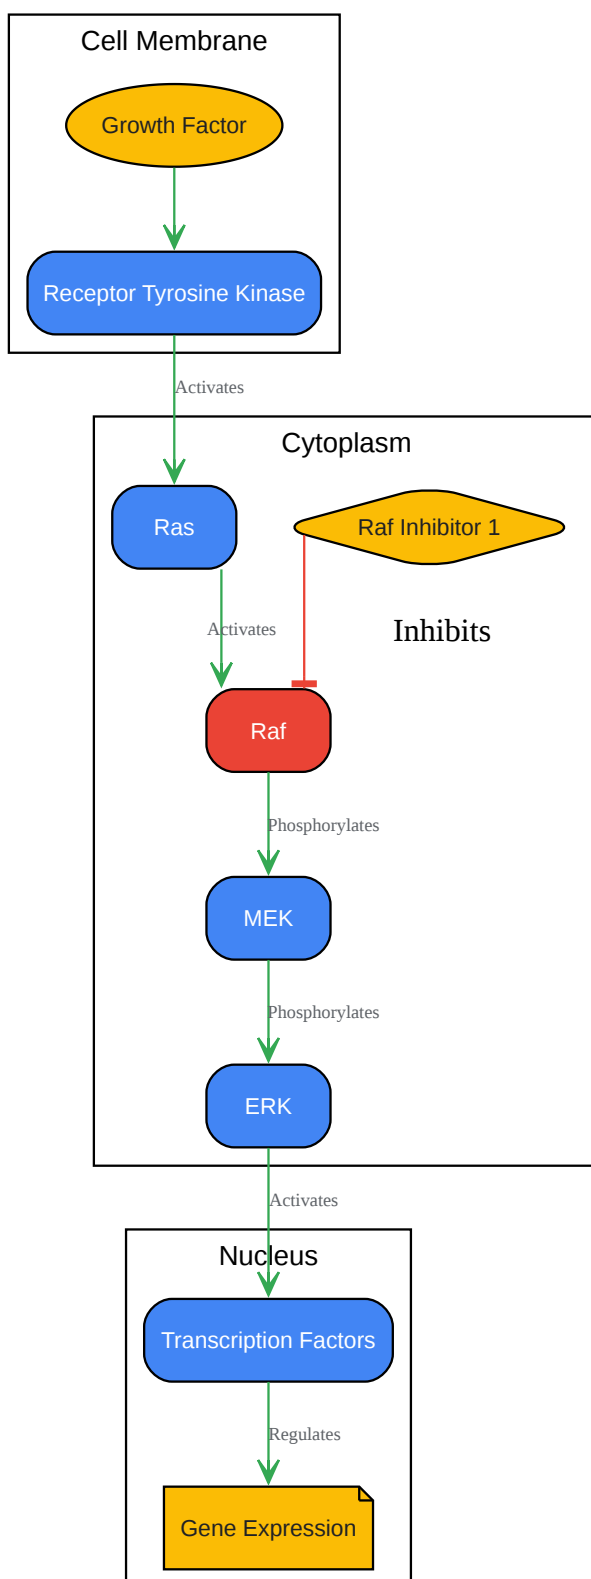 Cell Membrane
Growth Factor
Receptor Tyrosine Kinase
Activates
Cytoplasm
Ras
Raf Inhibitor 1
Activates
Inhibits
Raf
Phosphorylates
MEK
Phosphorylates
ERK
Activates
Nucleus
Transcription Factors
Regulates
Gene Expression